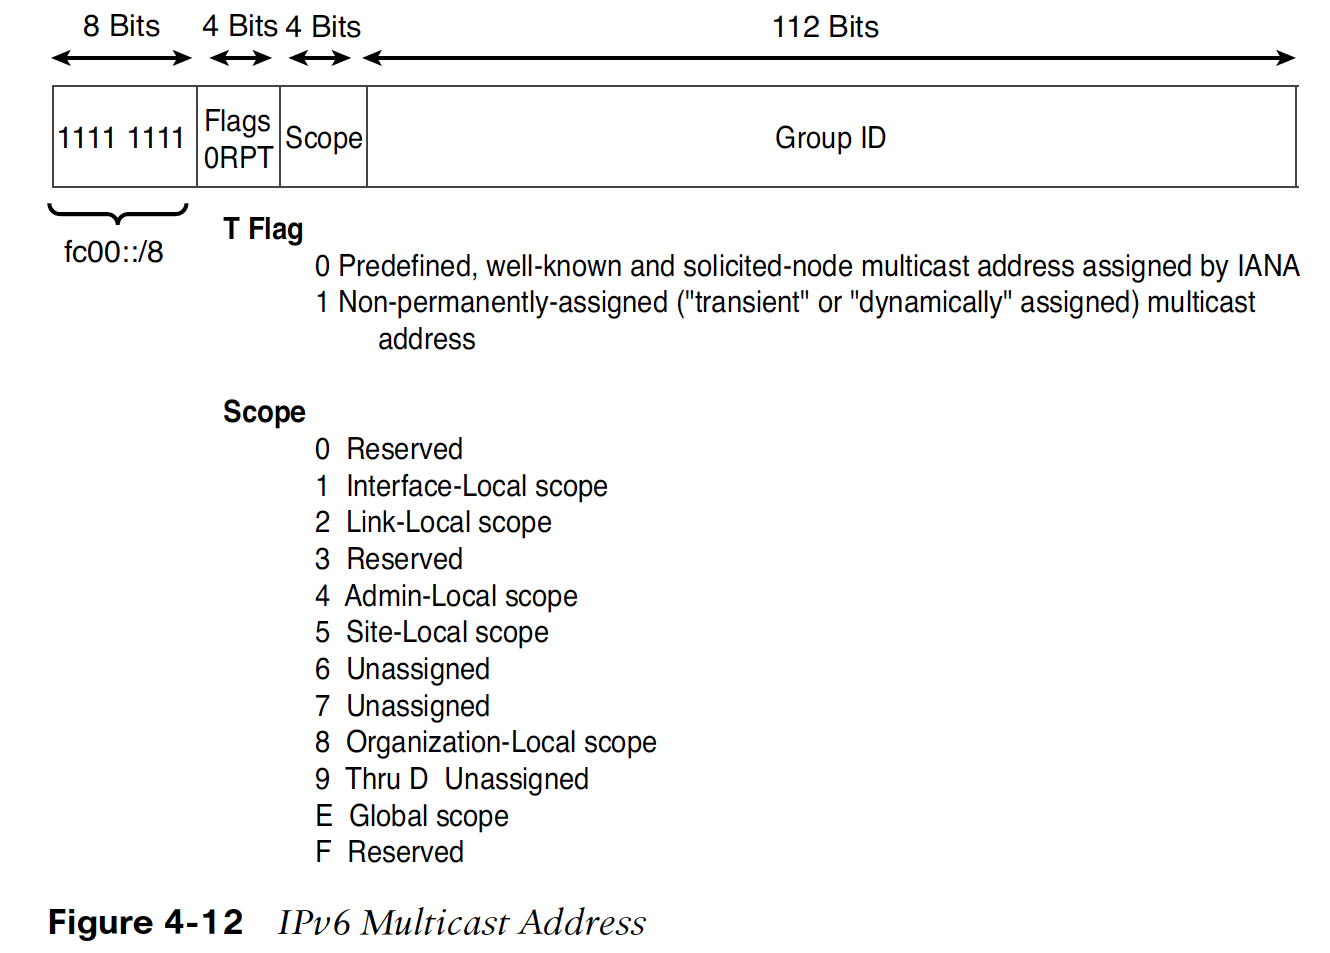 8 Bits 4 Bits 4 Bits 112 Bits
1111 1111 Flags 0RPT Scope Group ID
fc00::/8
T Flag
0 Predefined, well-known and solicited-node multicast address assigned by IANA
1 Non-permanently-assigned ("transient" or "dynamically" assigned) multicast
address
Scope
0 Reserved
1 Interface-Local scope
2 Link-Local scope
3 Reserved
4 Admin-Local scope
5 Site-Local scope
6 Unassigned
7 Unassigned
8 Organization-Local scope
9 Thru D Unassigned
E Global scope
F Reserved
Figure 4-12 IPv6 Multicast Address